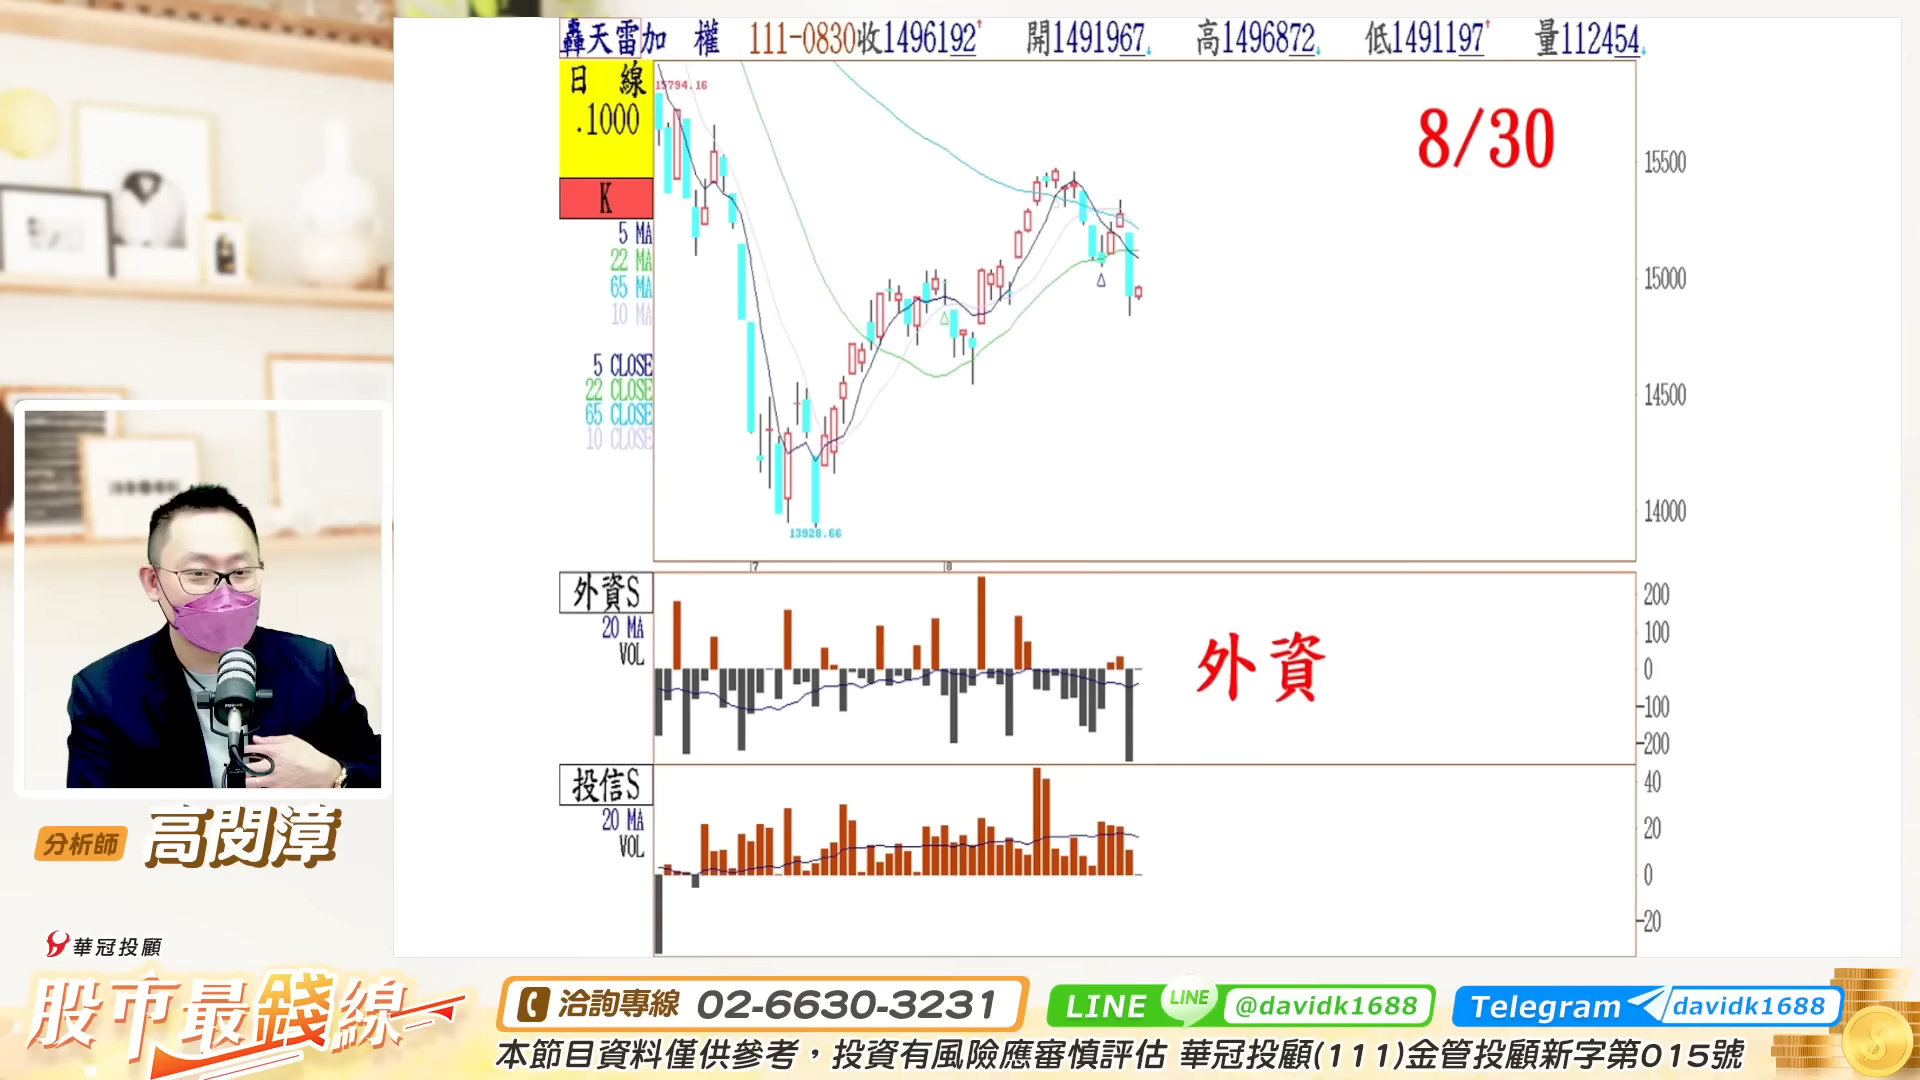 轟天雷加 權 111-0830收1496192 開1491967 高1496872 低1491197 量112454
日 線
.1000
K
5 MA
22 MA
65 MA
10 MA
5 CLOSE
22 CLOSE
65 CLOSE
10 CLOSE
15794.16
8/30
15500
15000
14500
14000
13928.66
7
8
外資S
20 MA
VOL
外資
200
100
0
-100
-200
投信S
20 MA
VOL
40
20
0
-20
分析師 高閔漳
華冠投顧
股市最錢線
洽詢專線 02-6630-3231
LINE LINE @davidk1688
Telegram davidk1688
本節目資料僅供參考，投資有風險應審慎評估 華冠投顧(111)金管投顧新字第015號